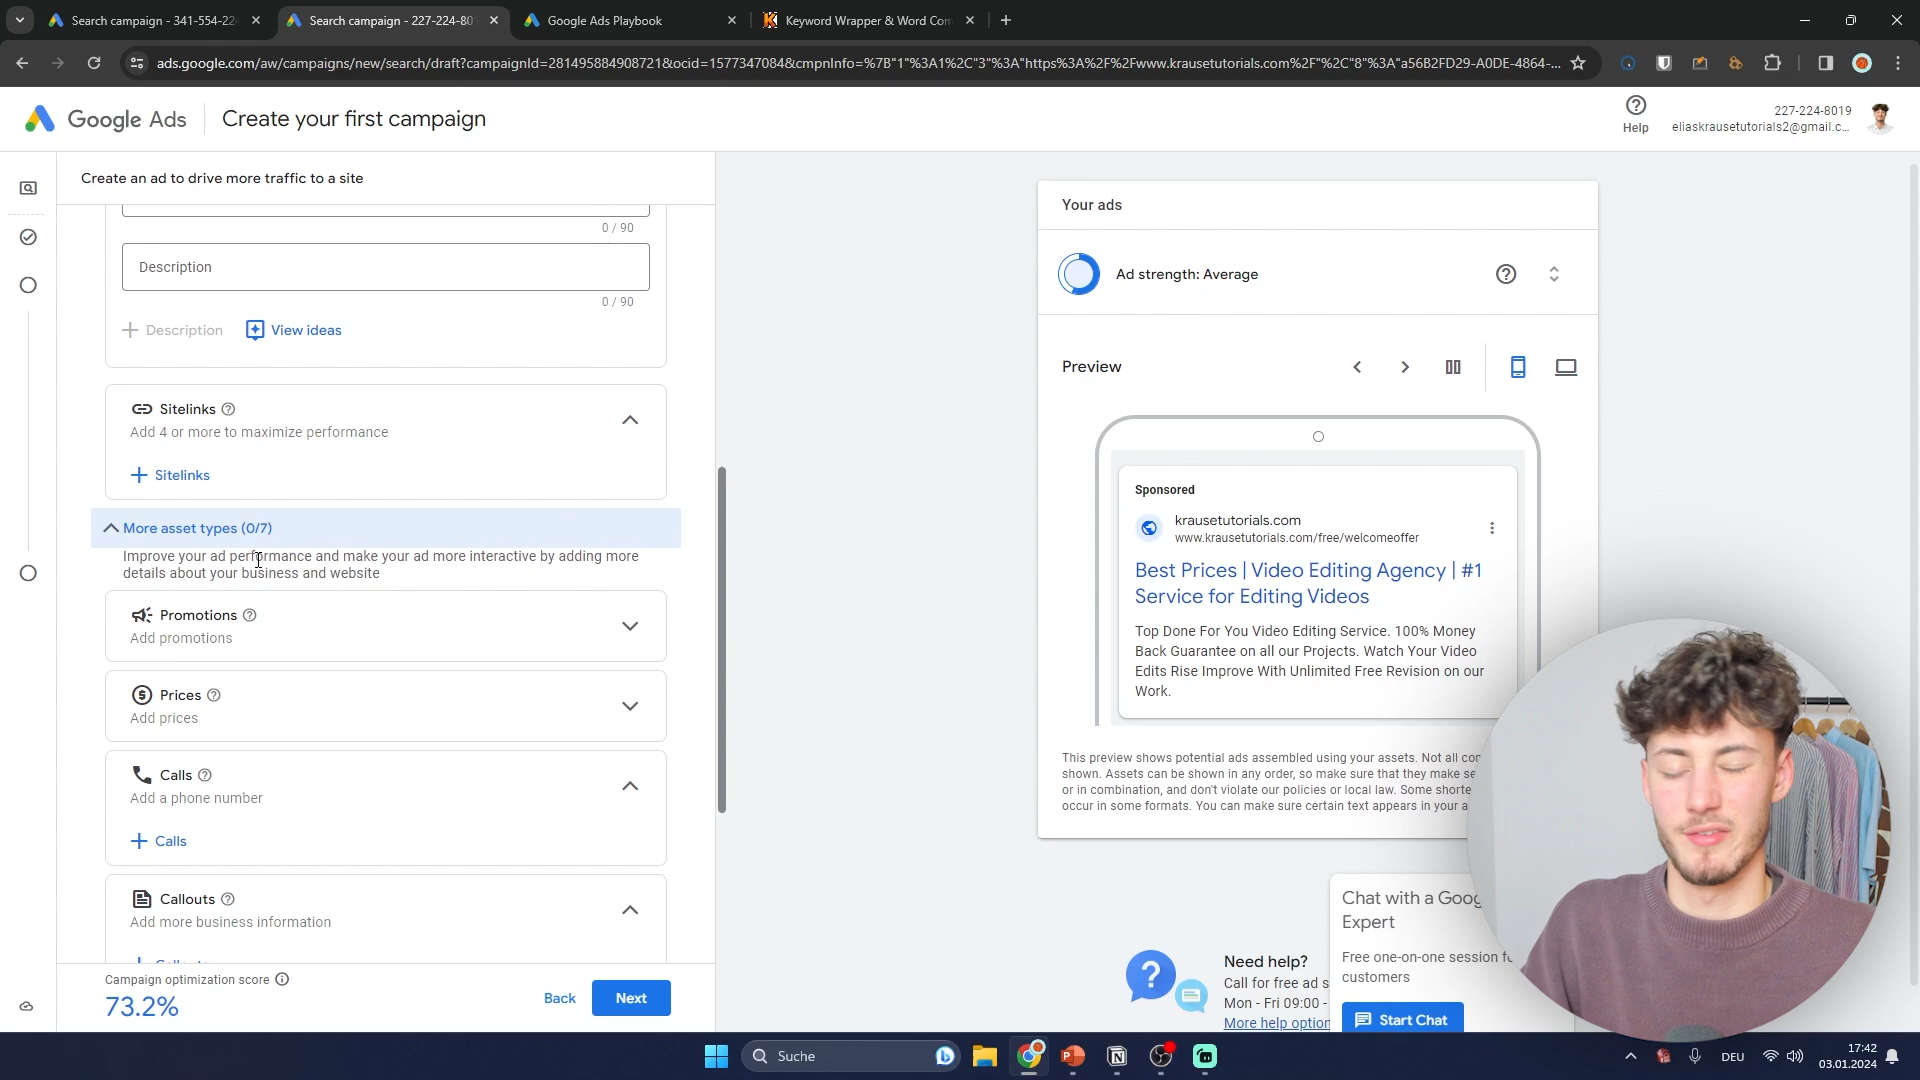 Search campaign - 341-554-224
Search campaign - 227-224-80
Google Ads Playbook
Keyword Wrapper & Word Com
ads.google.com/aw/campaigns/new/search/draft?campaignId=281495884908721&ocid=1577347084&cmpnInfo=%7B"1"%3A1%2C"3"%3A"https%3A%2F%2Fwww.krausetutorials.com%2F"%2C"8"%3A"a56B2FD29-A0DE-4864-...
Google Ads
Create your first campaign
Help
227-224-8019
eliaskrausetutorials2@gmail.c...
Create an ad to drive more traffic to a site
0 / 90
Description
0 / 90
Description
View ideas
Sitelinks
Add 4 or more to maximize performance
Sitelinks
More asset types (0/7)
Improve your ad performance and make your ad more interactive by adding more
details about your business and website
Promotions
Add promotions
Prices
Add prices
Calls
Add a phone number
Calls
Callouts
Add more business information
Campaign optimization score
73.2%
Back
Next
Your ads
Ad strength: Average
Preview
Sponsored
krausetutorials.com
www.krausetutorials.com/free/welcomeoffer
Best Prices | Video Editing Agency | #1
Service for Editing Videos
Top Done For You Video Editing Service. 100% Money
Back Guarantee on all our Projects. Watch Your Video
Edits Rise Improve With Unlimited Free Revision on our
Work.
This preview shows potential ads assembled using your assets. Not all
shown. Assets can be shown in any order, so make sure that they make
or in combination, and don't violate our policies or local law. Some
occur in some formats. You can make sure certain text appears in your
Need help?
Call for free ad
Mon - Fri 09:00 -
More help option
Chat with a
Expert
Free one-on-one session
customers
Start Chat
Suche
DEU
17:42
03.01.2024